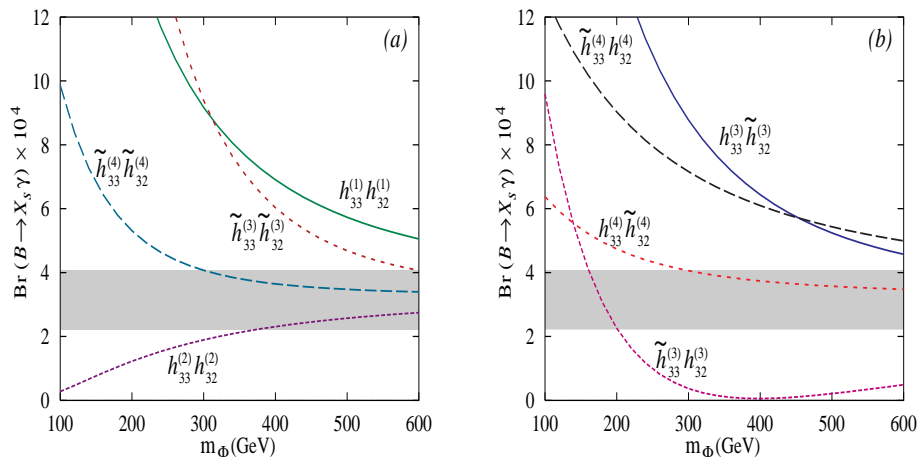 (a)
Br (B → X_s γ) × 10^4
12
10
8
6
4
2
0
h̃_33^(4) h̃_32^(4)
h_33^(1) h_32^(1)
h̃_33^(3) h̃_32^(3)
h_33^(2) h_32^(2)
100 200 300 400 500 600
m_Φ(GeV)
(b)
Br (B → X_s γ) × 10^4
12
10
8
6
4
2
0
h̃_33^(4) h_32^(4)
h_33^(3) h̃_32^(3)
h_33^(4) h̃_32^(4)
h̃_33^(3) h_32^(3)
100 200 300 400 500 600
m_Φ(GeV)